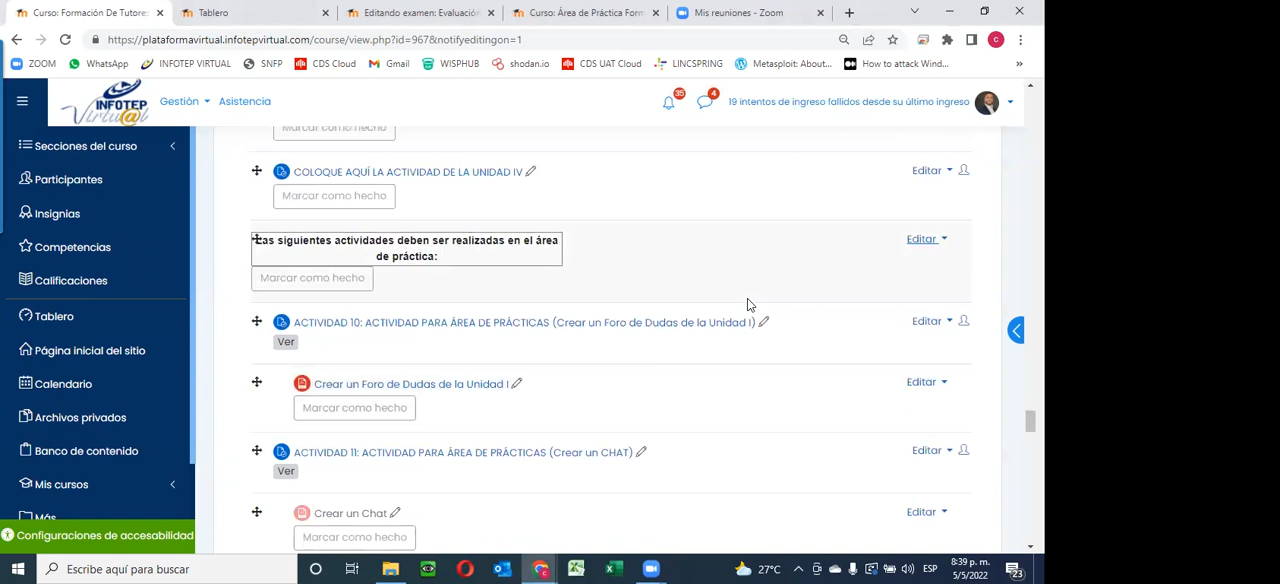 Curso: Formación De Tutores
Tablero
Editando examen: Evaluación
Curso: Área de Práctica Form
Mis reuniones - Zoom
https://plataformavirtual.infotepvirtual.com/course/view.php?id=967&notifyeditingon=1
ZOOM
WhatsApp
INFOTEP VIRTUAL
SNFP
CDS Cloud
Gmail
WISPHUB
shodan.io
CDS UAT Cloud
LINCSPRING
Metasploit: About...
How to attack Wind...
INFOTEP
Virtu@l
Gestión
Asistencia
35
4
19 intentos de ingreso fallidos desde su último ingreso
Secciones del curso
Participantes
Insignias
Competencias
Calificaciones
Tablero
Página inicial del sitio
Calendario
Archivos privados
Banco de contenido
Mis cursos
Más
Configuraciones de accesabilidad
Marcar como hecho
COLOQUE AQUÍ LA ACTIVIDAD DE LA UNIDAD IV
Editar
Marcar como hecho
Las siguientes actividades deben ser realizadas en el área
de práctica:
Editar
Marcar como hecho
ACTIVIDAD 10: ACTIVIDAD PARA ÁREA DE PRÁCTICAS (Crear un Foro de Dudas de la Unidad I)
Editar
Ver
Crear un Foro de Dudas de la Unidad I
Editar
Marcar como hecho
ACTIVIDAD 11: ACTIVIDAD PARA ÁREA DE PRÁCTICAS (Crear un CHAT)
Editar
Ver
Crear un Chat
Editar
Marcar como hecho
Escribe aquí para buscar
27°C
ESP
8:39 p. m.
5/5/2022
23